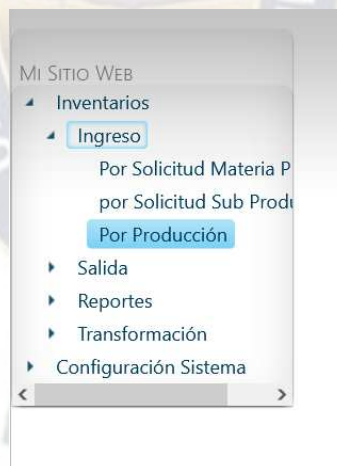 Mi Sitio Web
Inventarios
Ingreso
Por Solicitud Materia P
por Solicitud Sub Produ
Por Producción
Salida
Reportes
Transformación
Configuración Sistema